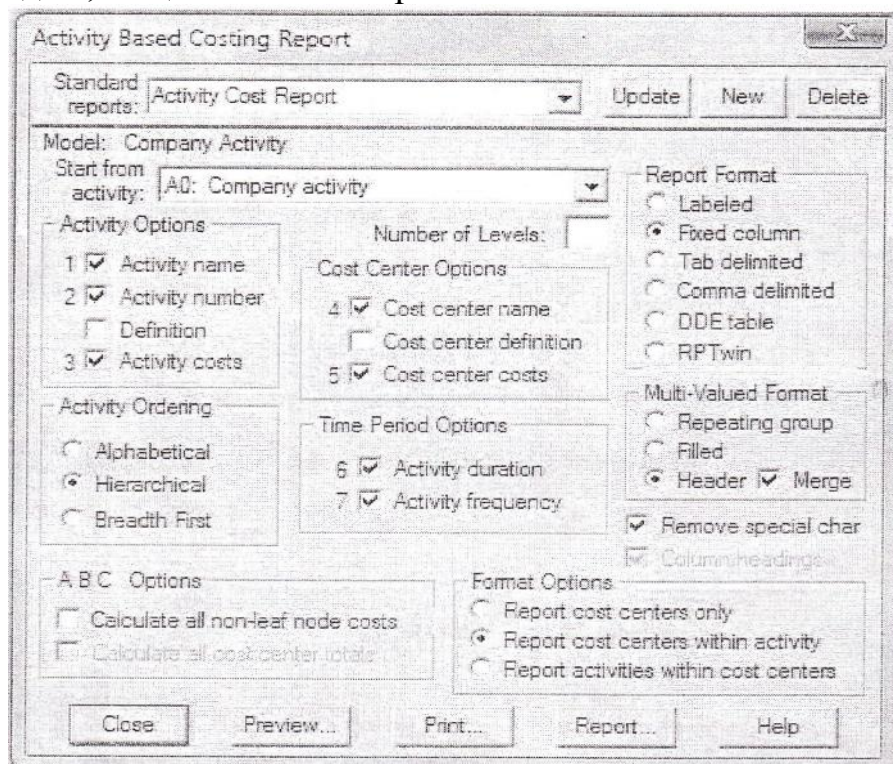 Activity Based Costing Report
Standard reports: Activity Cost Report
Update New Delete
Model: Company Activity
Start from activity: A0: Company activity
Number of Levels:
Activity Options
1 Activity name
2 Activity number
Definition
3 Activity costs
Cost Center Options
4 Cost center name
Cost center definition
5 Cost center costs
Report Format
Labeled
Fixed column
Tab delimited
Comma delimited
DDE table
RPTwin
Activity Ordering
Alphabetical
Hierarchical
Breadth First
Time Period Options
6 Activity duration
7 Activity frequency
Multi-Valued Format
Repeating group
Filled
Header Merge
Remove special char
Column headings
A B C Options
Calculate all non-leaf node costs
Calculate all cost center totals
Format Options
Report cost centers only
Report cost centers within activity
Report activities within cost centers
Close Preview... Print... Report... Help